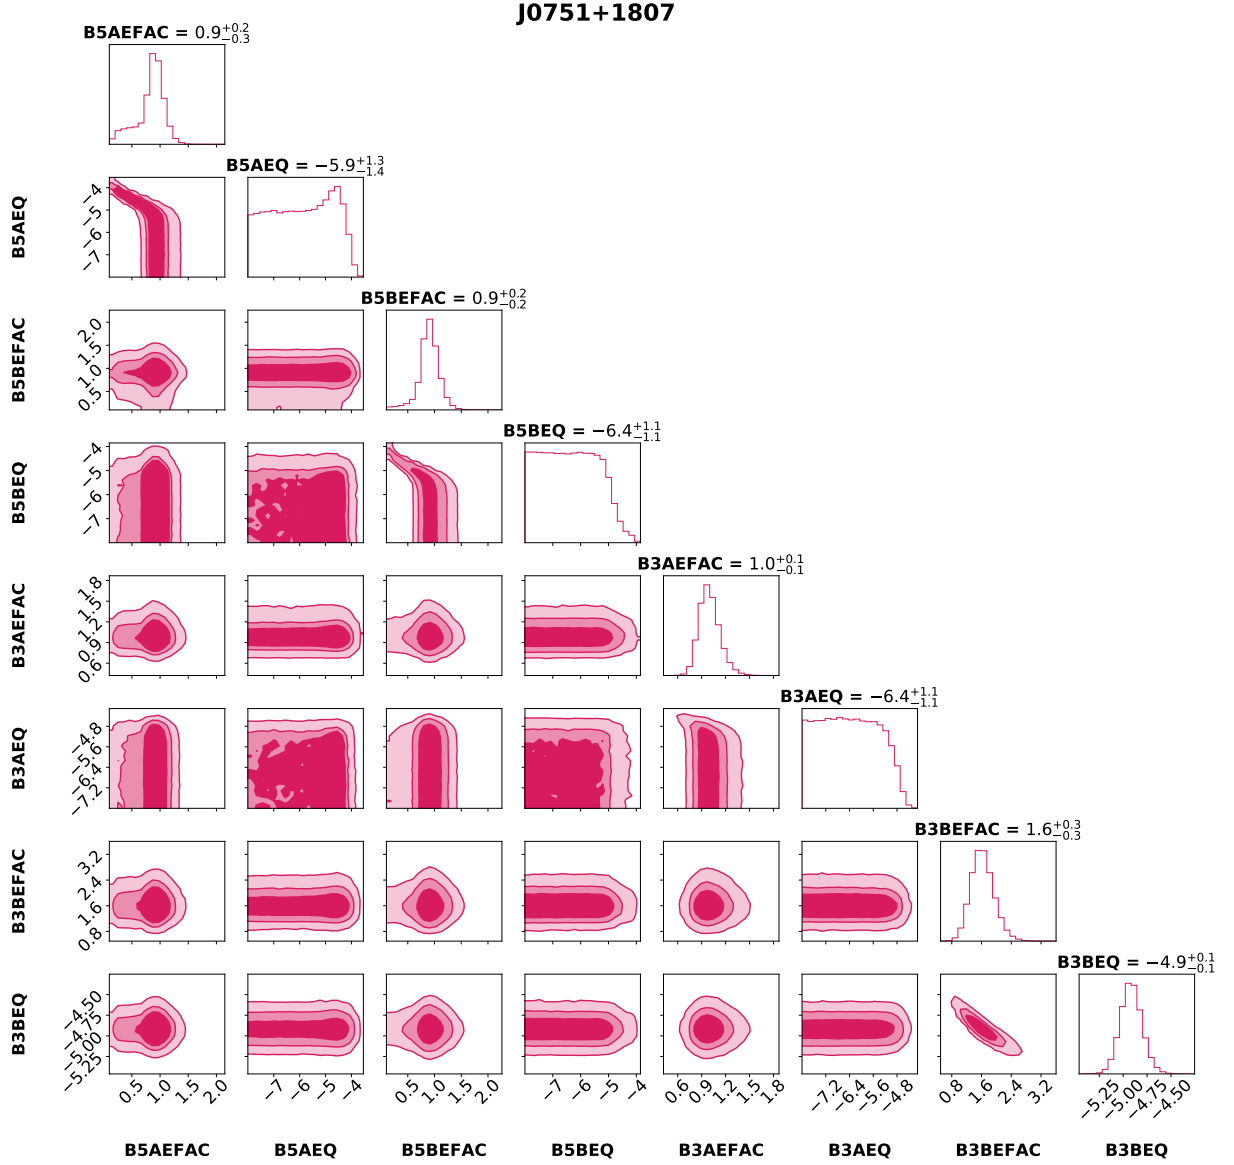 J0751+1807
B5AEFAC = 0.9+0.2−0.3
B5AEQ = −5.9+1.3−1.4
B5AEQ
−4
−5
−6
−7
B5BEFAC = 0.9+0.2−0.2
B5BEFAC
2.0
1.5
1.0
0.5
B5BEQ = −6.4+1.1−1.1
B5BEQ
−4
−5
−6
−7
B3AEFAC = 1.0+0.1−0.1
B3AEFAC
1.8
1.5
1.2
0.9
0.6
B3AEQ = −6.4+1.1−1.1
B3AEQ
−4.8
−5.6
−6.4
−7.2
B3BEFAC = 1.6+0.3−0.3
B3BEFAC
3.2
2.4
1.6
0.8
B3BEQ = −4.9+0.1−0.1
B3BEQ
−4.50
−4.75
−5.00
−5.25
0.5 1.0 1.5 2.0 −7 −6 −5 −4 0.5 1.0 1.5 2.0 −7 −6 −5 −4 0.6 0.9 1.2 1.5 1.8 −7.2 −6.4 −5.6 −4.8 0.8 1.6 2.4 3.2 −5.25 −5.00 −4.75 −4.50
B5AEFAC B5AEQ B5BEFAC B5BEQ B3AEFAC B3AEQ B3BEFAC B3BEQ